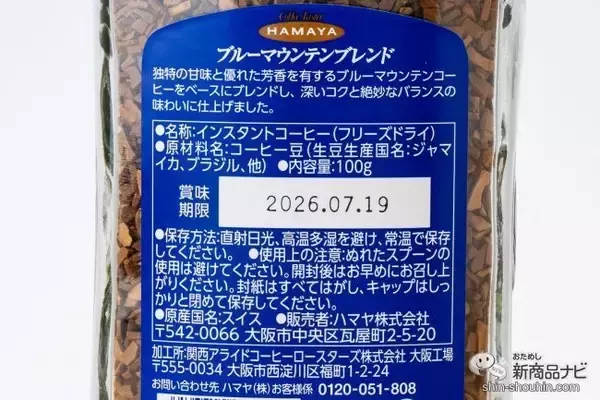 Coffee Taster
HAMAYA
ブルーマウンテンブレンド
独特の甘味と優れた芳香を有するブルーマウンテンコー
ヒーをベースにブレンドし、深いコクと絶妙なバランスの
味わいに仕上げました。
●名称:インスタントコーヒー(フリーズドライ)
●原材料名:コーヒー豆(生豆生産国名:ジャマ
イカ、ブラジル、他) ●内容量:100g
賞味
期限
2026.07.19
●保存方法:直射日光、高温多湿を避け、常温で保存
してください。 ●使用上の注意:ぬれたスプーンの
使用は避けてください。開封後はお早めにお召し上
がりください。封紙はすべてはがし、キャップはしっ
かりと閉めて保存してください。
●原産国名:スイス ●販売者:ハマヤ株式会社
〒542-0066 大阪市中央区瓦屋町2-5-20
加工所:関西アライドコーヒーロースターズ株式会社 大阪工場
〒555-0034 大阪市西淀川区福町1-2-24
お問い合わせ先 ハマヤ(株)お客様係 0120-051-808
おためし
新商品ナビ
shin-shouhin.com